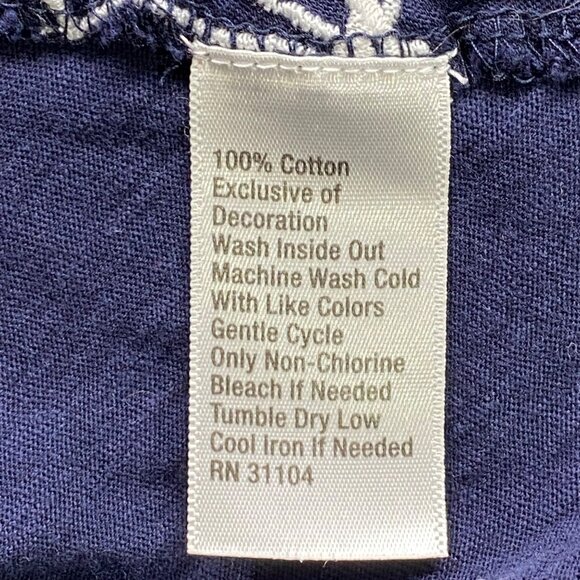 100% Cotton
Exclusive of
Decoration
Wash Inside Out
Machine Wash Cold
With Like Colors
Gentle Cycle
Only Non-Chlorine
Bleach If Needed
Tumble Dry Low
Cool Iron If Needed
RN 31104